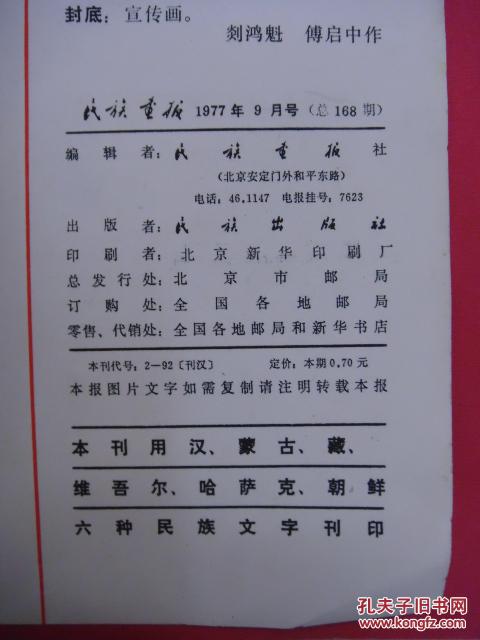 封底：宣传画。
剡鸿魁 傅启中作
民族画报 1977年9月号（总168期）
编辑者：民族画报社
（北京安定门外和平东路）
电话：46.1147 电报挂号：7623
出版者：民族出版社
印刷者：北京新华印刷厂
总发行处：北京市邮局
订购处：全国各地邮局
零售、代销处：全国各地邮局和新华书店
本刊代号：2—92〔刊汉〕 定价：本期0.70元
本报图片文字如需复制请注明转载本报
本刊用汉、蒙古、藏、
维吾尔、哈萨克、朝鲜
六种民族文字刊印
孔夫子旧书网
www.kongfz.com